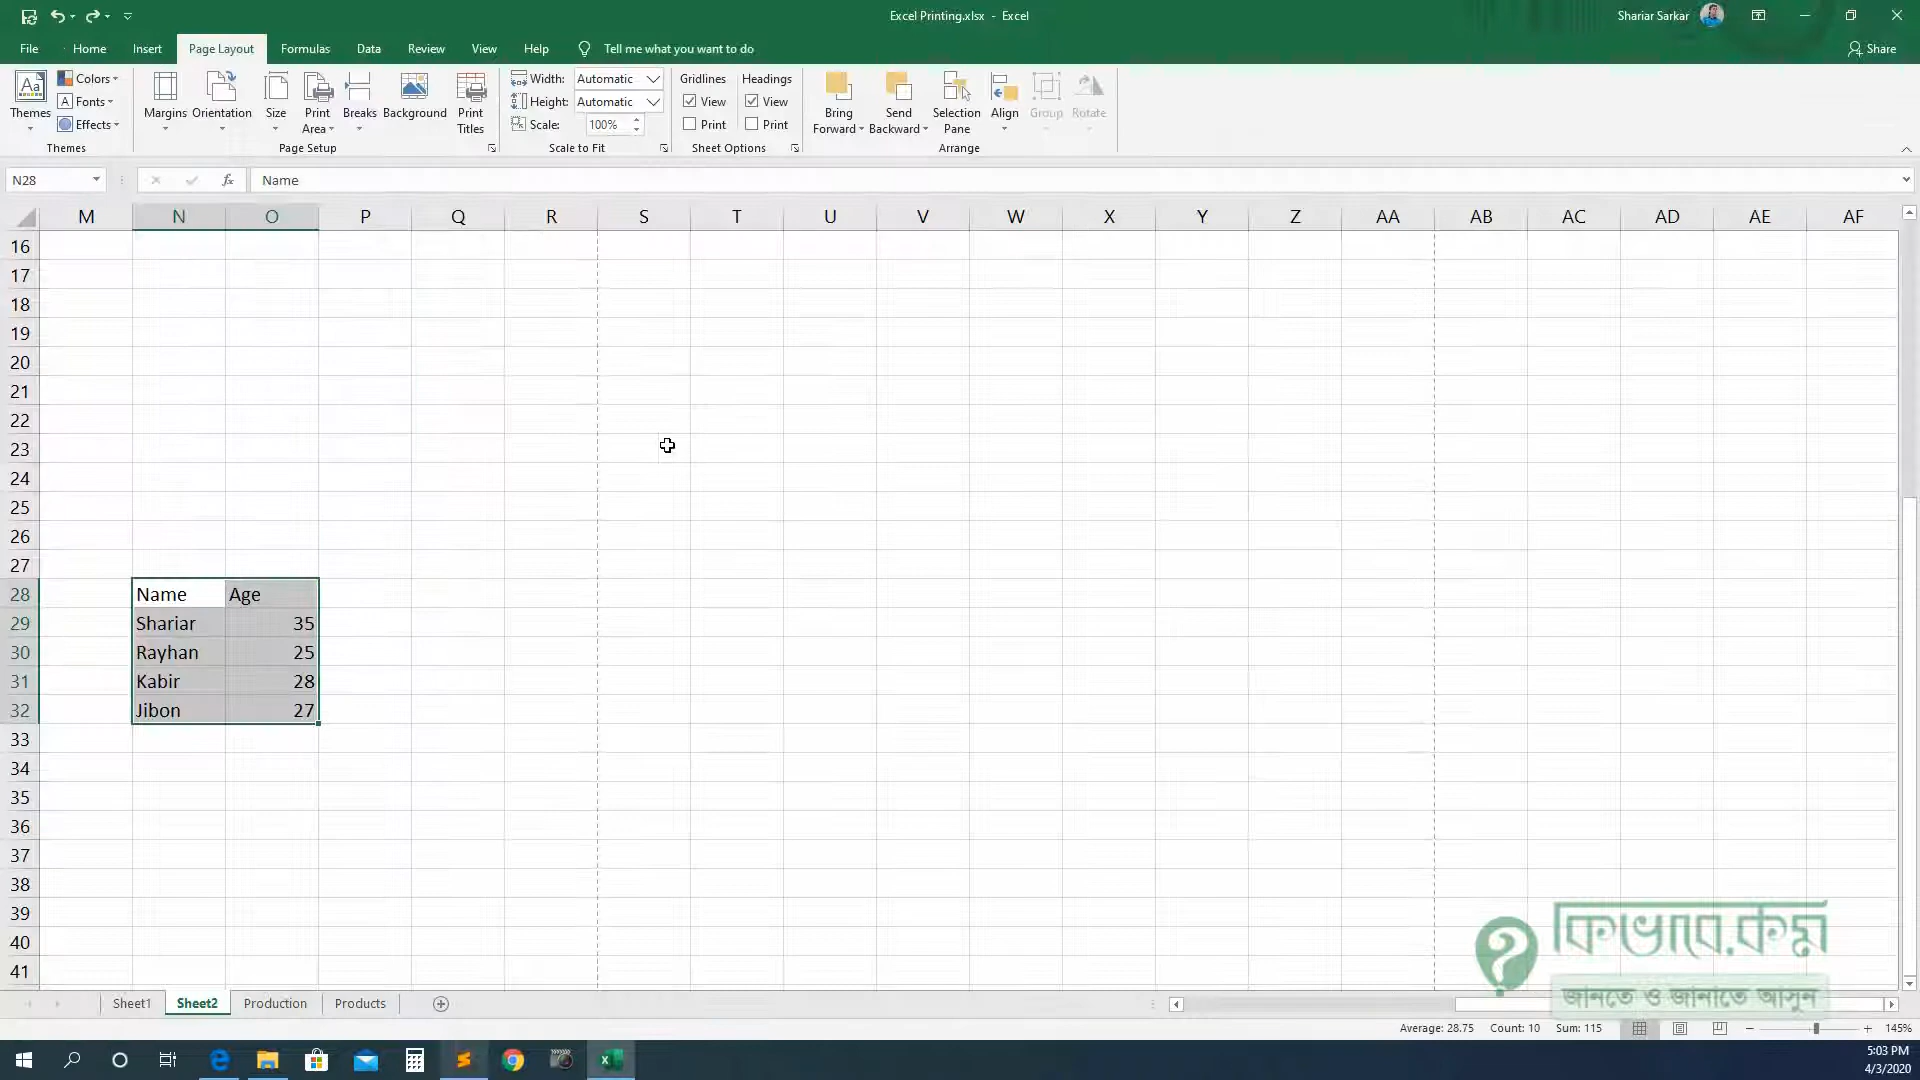 Excel Printing.xlsx - Excel
Shariar Sarkar
File Home Insert Page Layout Formulas Data Review View Help Tell me what you want to do Share
Themes
Colors
Fonts
Effects
Themes
Margins
Orientation
Size
Print Area
Breaks
Background
Print Titles
Page Setup
Width: Automatic
Height: Automatic
Scale: 100%
Scale to Fit
Gridlines Headings
View View
Print Print
Sheet Options
Bring Forward
Send Backward
Selection Pane
Align
Group
Rotate
Arrange
N28 fx Name
M N O P Q R S T U V W X Y Z AA AB AC AD AE AF
16
17
18
19
20
21
22
23
24
25
26
27
28 Name Age
29 Shariar 35
30 Rayhan 25
31 Kabir 28
32 Jibon 27
33
34
35
36
37
38
39
40
41
কিভাবে.কম
জানতে ও জানাতে আসুন
Sheet1 Sheet2 Production Products
Average: 28.75 Count: 10 Sum: 115 145%
5:03 PM
4/3/2020